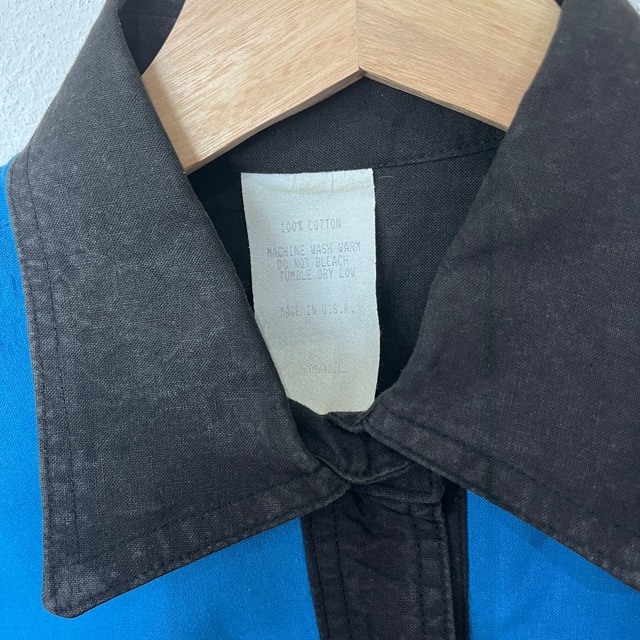 100% COTTON
MACHINE WASH WARM
DO NOT BLEACH
TUMBLE DRY LOW
MADE IN U.S.A.
SMALL